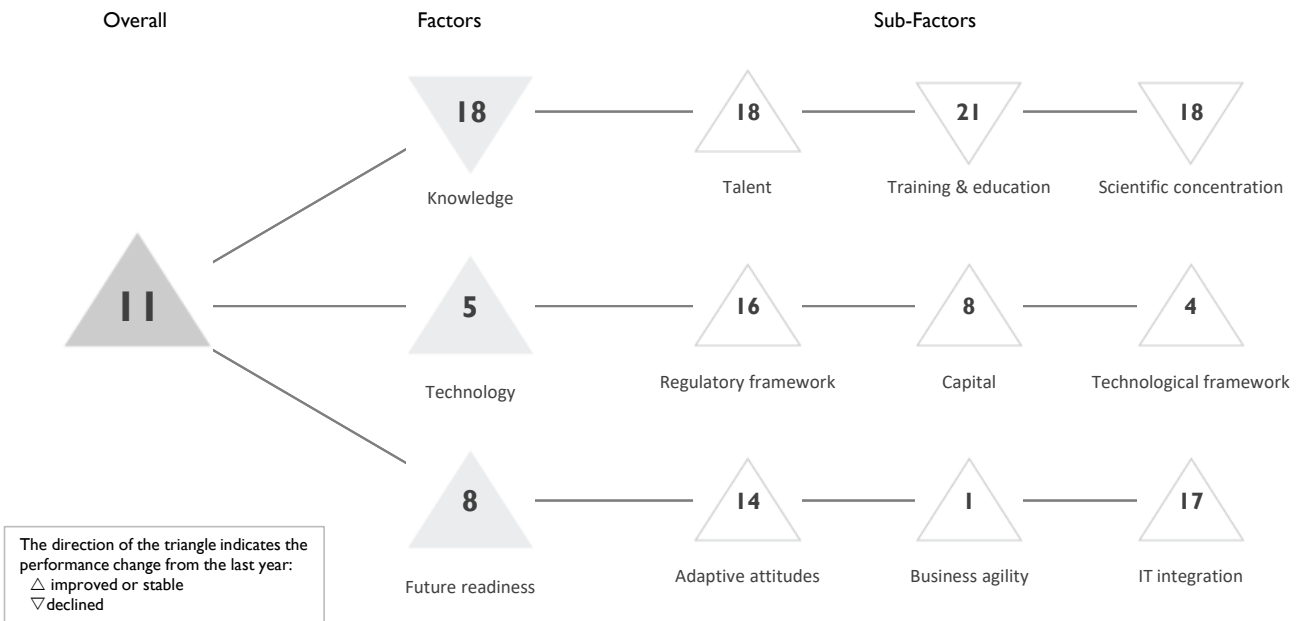 Overall
Factors
Sub-Factors
18
18
21
18
Knowledge
Talent
Training & education
Scientific concentration
11
5
16
8
4
Technology
Regulatory framework
Capital
Technological framework
8
14
1
17
Future readiness
Adaptive attitudes
Business agility
IT integration
The direction of the triangle indicates the
performance change from the last year:
△ improved or stable
▽ declined